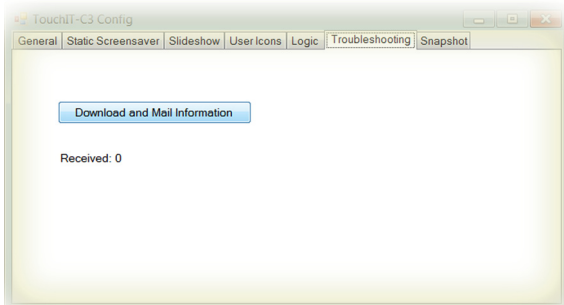 TouchIT-C3 Config
General Static Screensaver Slideshow User Icons Logic Troubleshooting Snapshot
Download and Mail Information
Received: 0